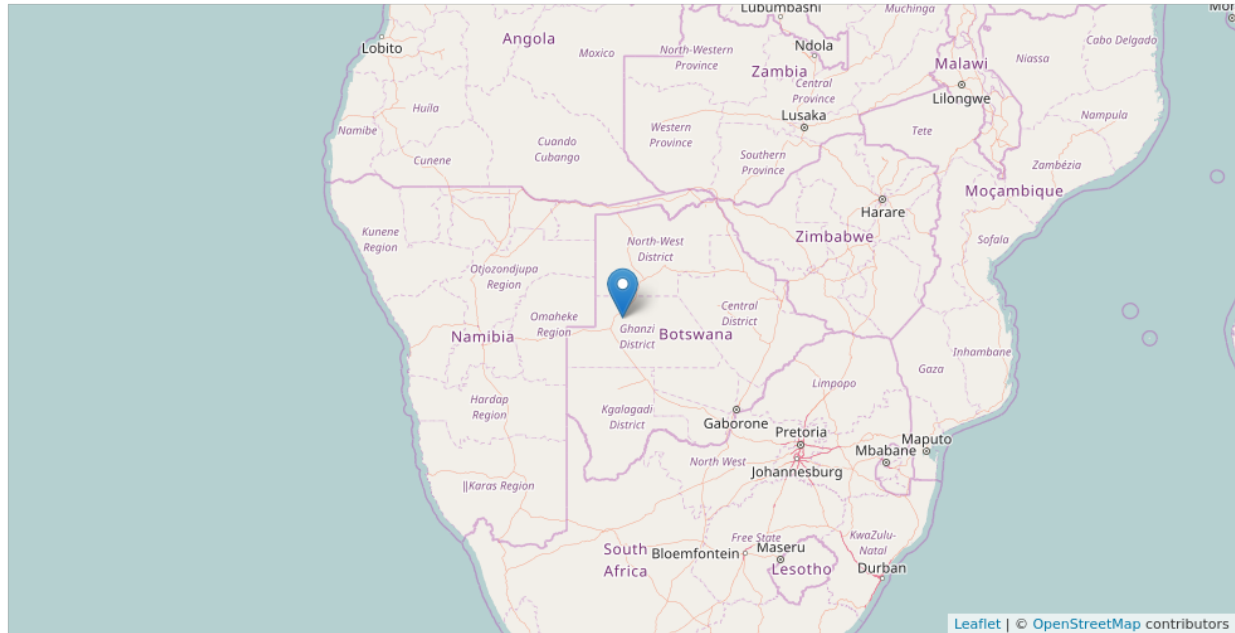 Lubumbashi
Muchinga
Lobito
Angola
Moxico
North-Western
Province
Ndola
Cabo Delgado
Zambia
Malawi
Niassa
Central
Province
Lilongwe
Huíla
Lusaka
Nampula
Namibe
Western
Province
Tete
Cuando
Cubango
Cunene
Southern
Province
Zambézia
Moçambique
Harare
Kunene
Region
North-West
District
Zimbabwe
Sofala
Otjozondjupa
Region
Omaheke
Region
Central
District
Ghanzi
District
Namibia
Botswana
Inhambane
Gaza
Limpopo
Hardap
Region
Kgalagadi
District
Gaborone
Pretoria
Maputo
Mbabane
North West
Johannesburg
||Karas Region
Free State
KwaZulu-
Natal
South
Africa
Bloemfontein
Maseru
Lesotho
Durban
Leaflet | © OpenStreetMap contributors